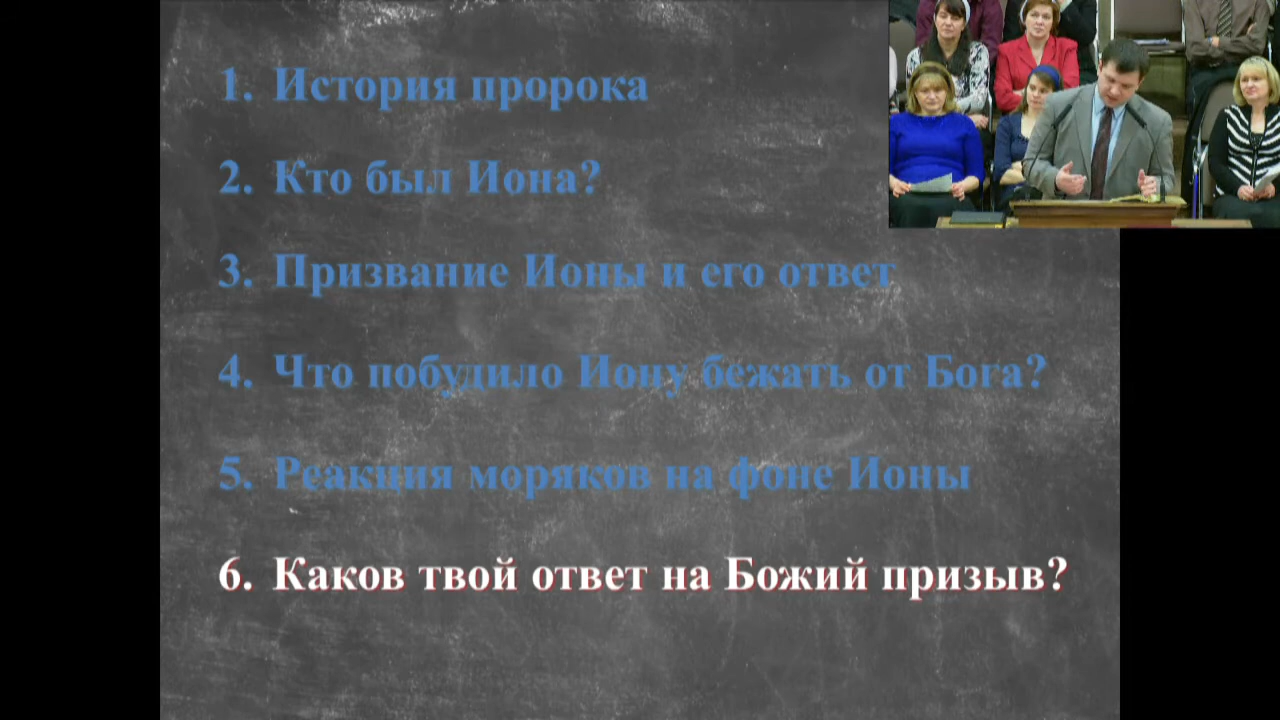 1. История пророка
2. Кто был Иона?
3. Призвание Ионы и его ответ
4. Что побудило Иону бежать от Бога?
5. Реакция моряков на фоне Ионы
6. Каков твой ответ на Божий призыв?